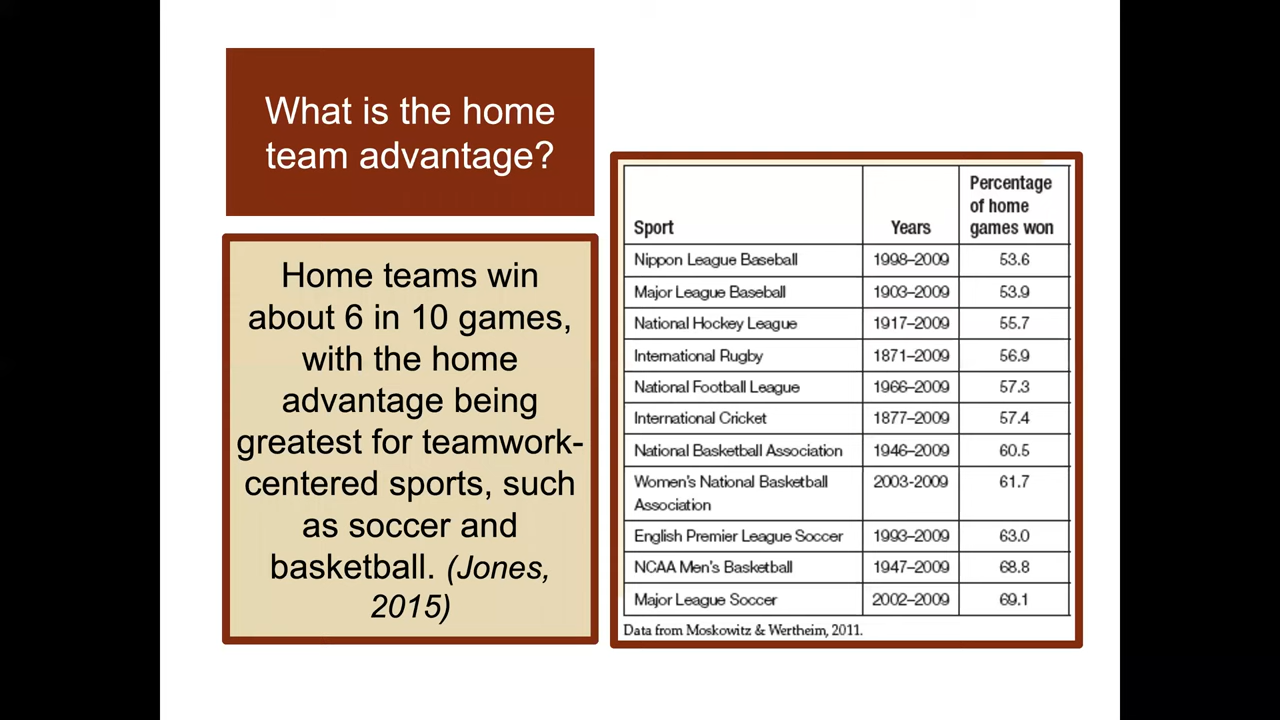 What is the home
team advantage?
Home teams win
about 6 in 10 games,
with the home
advantage being
greatest for teamwork-
centered sports, such
as soccer and
basketball. (Jones,
2015)
Percentage
of home
Sport Years games won
Nippon League Baseball 1998–2009 53.6
Major League Baseball 1903–2009 53.9
National Hockey League 1917–2009 55.7
International Rugby 1871–2009 56.9
National Football League 1966–2009 57.3
International Cricket 1877–2009 57.4
National Basketball Association 1946–2009 60.5
Women's National Basketball 2003-2009 61.7
Association
English Premier League Soccer 1993–2009 63.0
NCAA Men's Basketball 1947–2009 68.8
Major League Soccer 2002–2009 69.1
Data from Moskowitz & Wertheim, 2011.